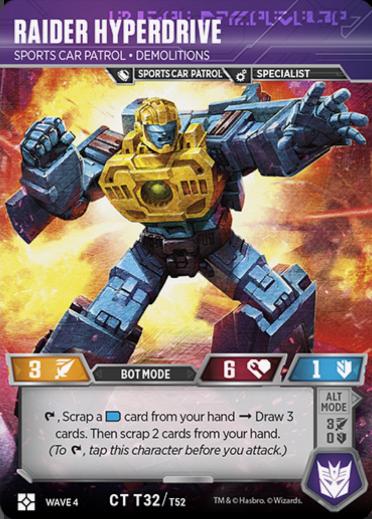 RAIDER HYPERDRIVE
SPORTS CAR PATROL • DEMOLITIONS
SPORTS CAR PATROL SPECIALIST
3 BOT MODE 6 1
ALT
MODE
3
0
, Scrap a card from your hand → Draw 3
cards. Then scrap 2 cards from your hand.
(To , tap this character before you attack.)
WAVE 4 CT T32/T52 TM & © Hasbro. © Wizards.